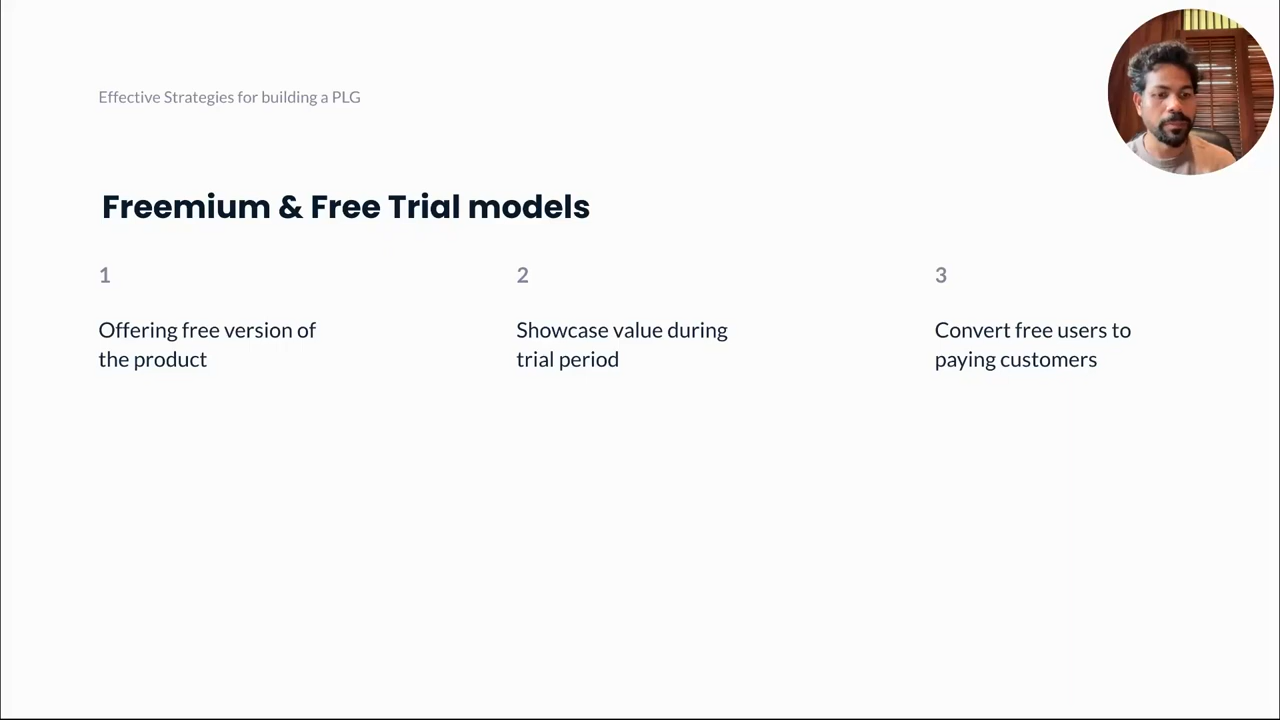 Effective Strategies for building a PLG
Freemium & Free Trial models
1
Offering free version of
the product
2
Showcase value during
trial period
3
Convert free users to
paying customers